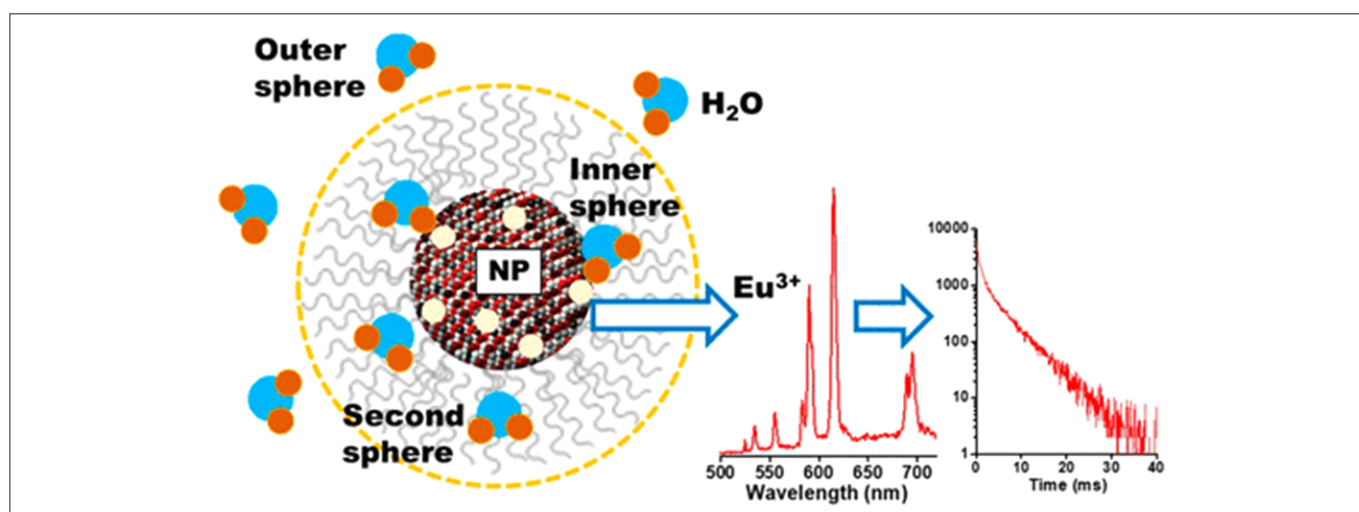 Outer
sphere
H₂O
Inner
sphere
NP
Second
sphere
Eu³⁺
500 550 600 650 700
Wavelength (nm)
10000
1000
100
10
1
0 10 20 30 40
Time (ms)